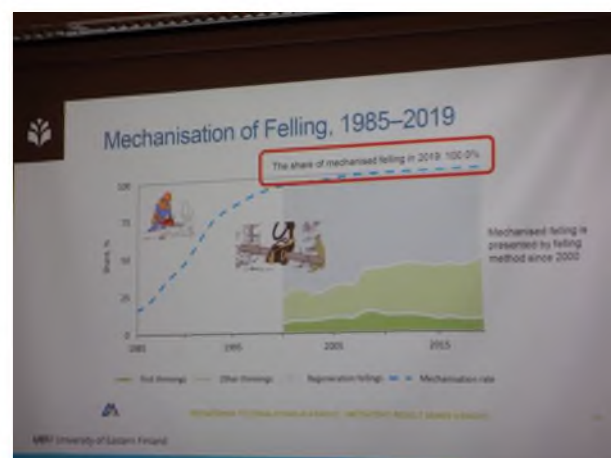 Mechanisation of Felling, 1985–2019
The share of mechanised felling in 2019: 100.0%
100
75
50
25
0
Share, %
1985
1995
2005
2015
Mechanised felling is
presented by felling
method since 2000
First thinnings
Other thinnings
Regeneration fellings
Mechanisation rate
UEF// University of Eastern Finland